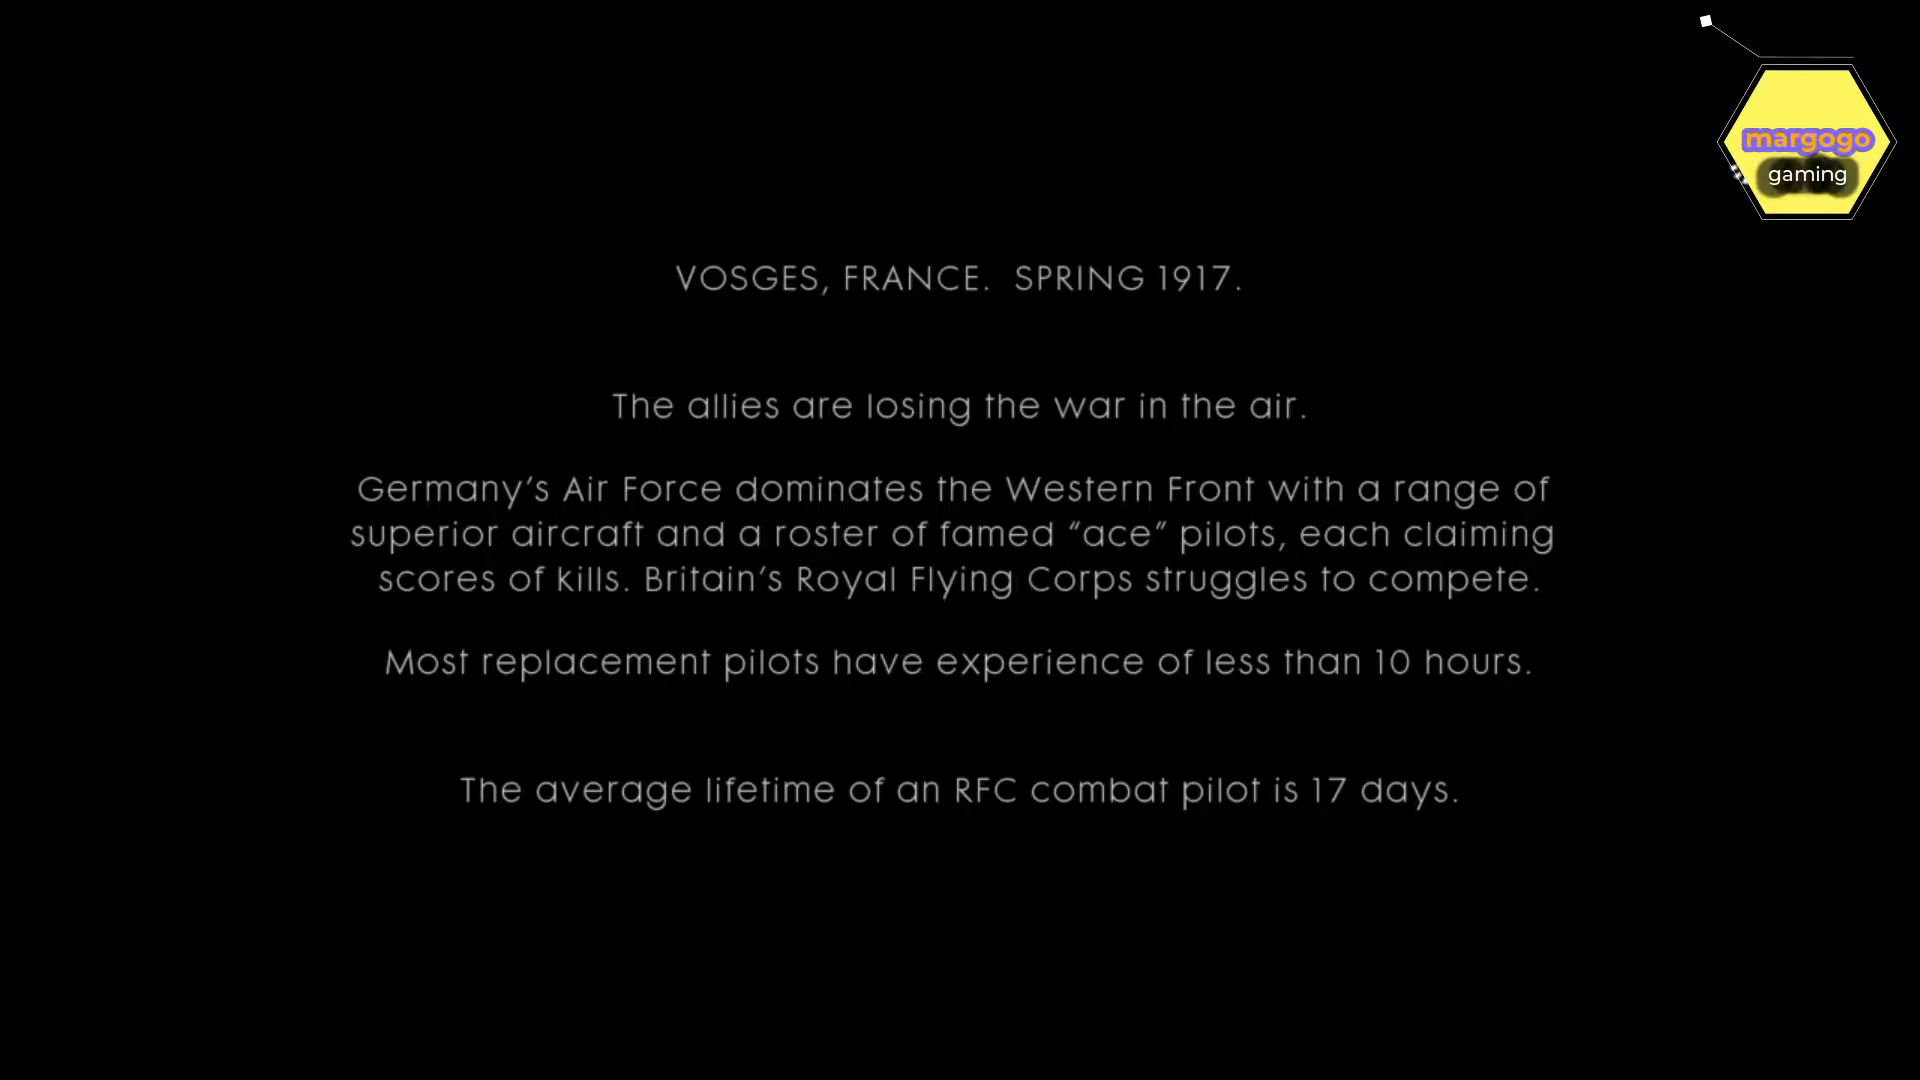 margogo
gaming
VOSGES, FRANCE. SPRING 1917.
The allies are losing the war in the air.
Germany's Air Force dominates the Western Front with a range of
superior aircraft and a roster of famed “ace” pilots, each claiming
scores of kills. Britain's Royal Flying Corps struggles to compete.
Most replacement pilots have experience of less than 10 hours.
The average lifetime of an RFC combat pilot is 17 days.